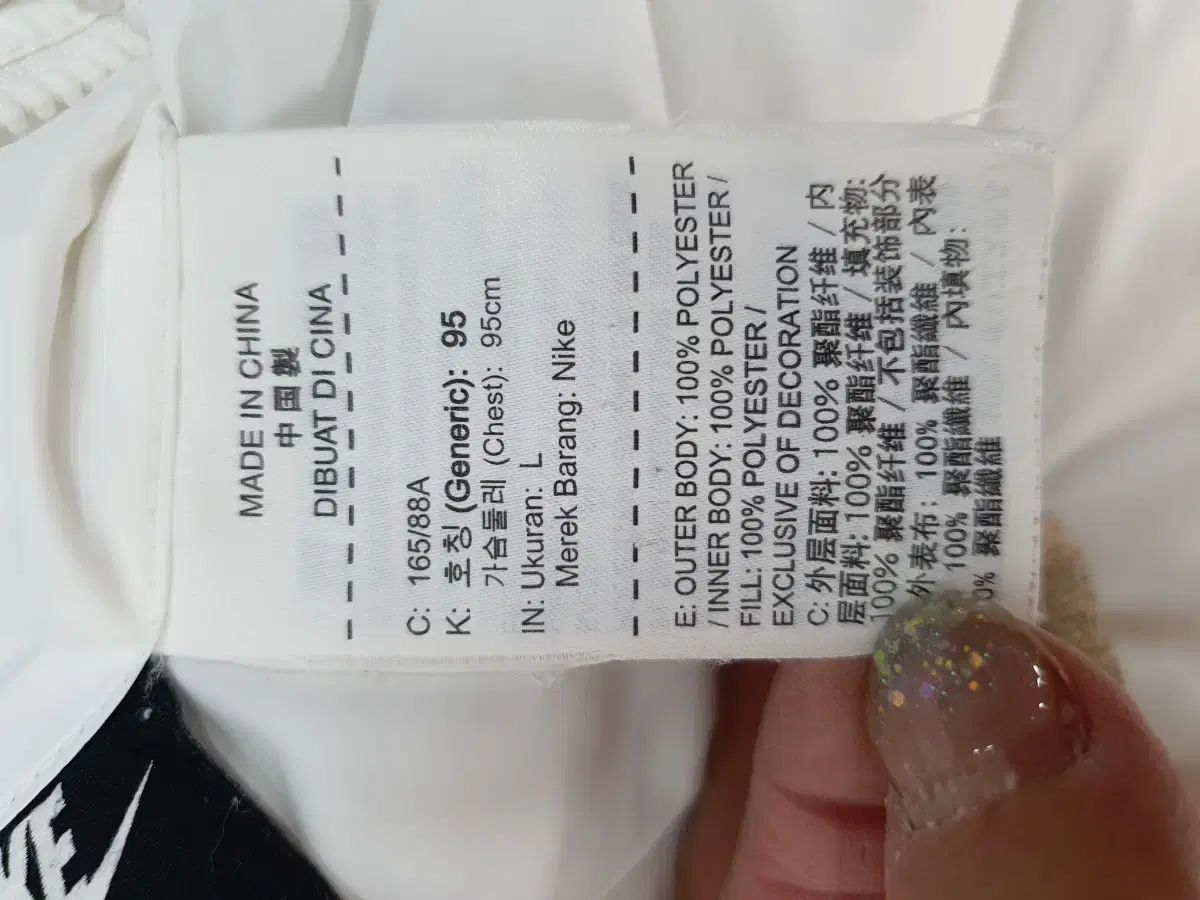 MADE IN CHINA
中国製
DIBUAT DI CINA
C: 165/88A
K: 호칭 (Generic): 95
가슴둘레 (Chest): 95cm
IN: Ukuran: L
Merek Barang: Nike
E: OUTER BODY: 100% POLYESTER
/ INNER BODY: 100% POLYESTER /
FILL: 100% POLYESTER /
EXCLUSIVE OF DECORATION
C: 外层面料: 100% 聚酯纤维 / 内
层面料: 100% 聚酯纤维 / 填充物:
100% 聚酯纤维 / 不包括装饰部分
外表布: 100% 聚酯纖維 / 內表
100% 聚酯纖維 / 內填物:
聚酯纖維